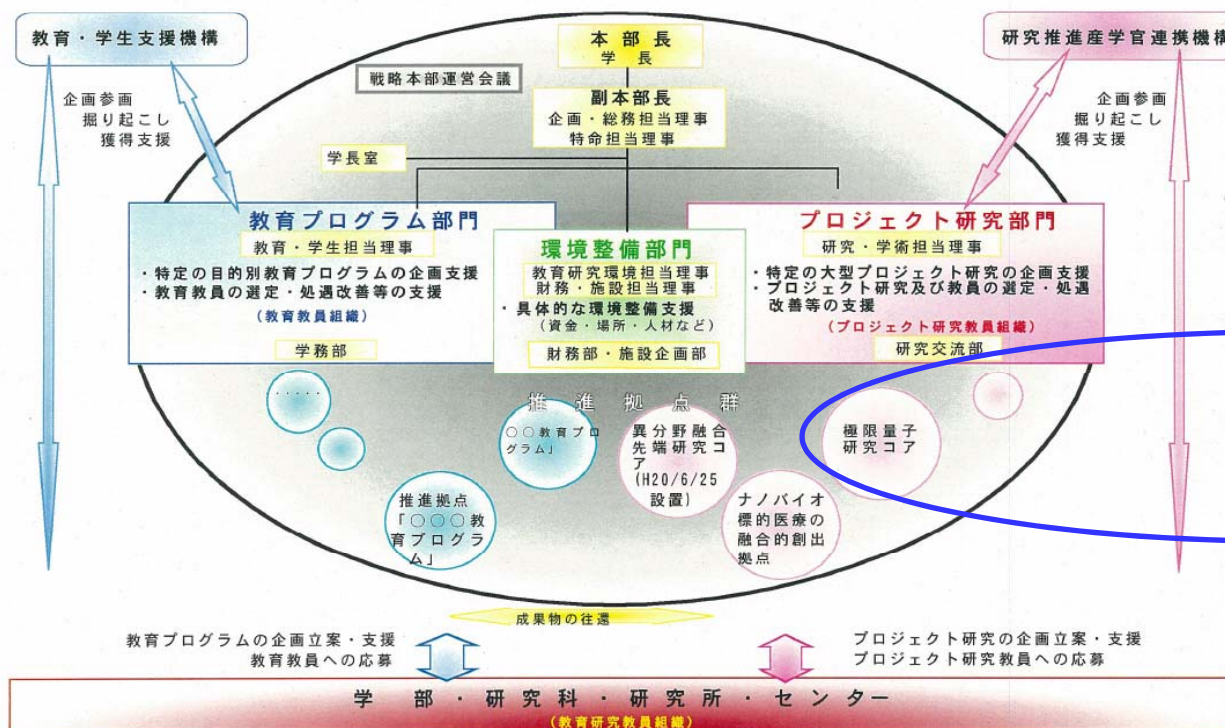 教育・学生支援機構
本部長
学長
研究推進産学官連携機構
戦略本部運営会議
企画参画
掘り起こし
獲得支援
副本部長
企画・総務担当理事
特命担当理事
企画参画
掘り起こし
獲得支援
学長室
教育プログラム部門
教育・学生担当理事
・特定の目的別教育プログラムの企画支援
・教育教員の選定・処遇改善等の支援
(教育教員組織)
学務部
環境整備部門
教育研究環境担当理事
財務・施設担当理事
・具体的な環境整備支援
(資金・場所・人材など)
財務部・施設企画部
プロジェクト研究部門
研究・学術担当理事
・特定の大型プロジェクト研究の企画支援
・プロジェクト研究及び教員の選定・処遇
改善等の支援
(プロジェクト研究教員組織)
研究交流部
推進拠点群
・・・・・
〇〇教育プロ
グラム」
異分野融合
先端研究コ
ア
(H20/6/25
設置)
極限量子
研究コア
推進拠点
「〇〇〇教
育プログラ
ム」
ナノバイオ
標的医療の
融合的創出
拠点
成果物の往還
教育プログラムの企画立案・支援
教育教員への応募
プロジェクト研究の企画立案・支援
プロジェクト研究教員への応募
学部・研究科・研究所・センター
(教育研究教員組織)